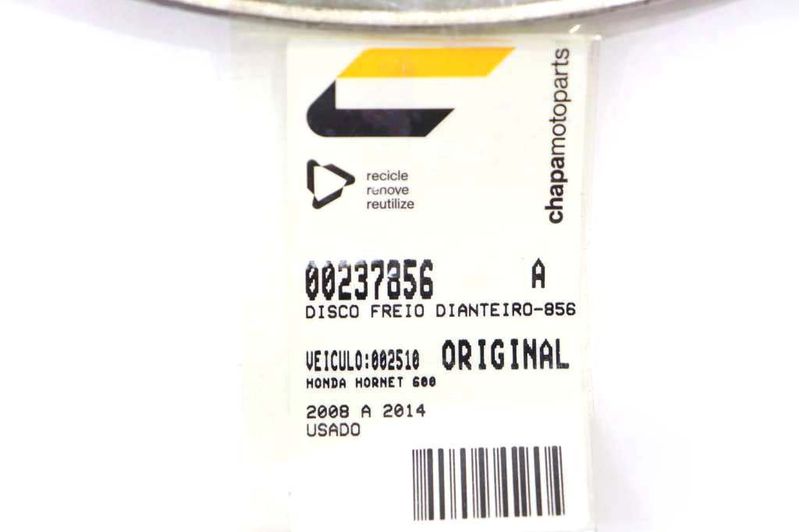 chapamotoparts
recicle
renove
reutilize
00237856 A
DISCO FREIO DIANTEIRO-856
VEICULO:002510 ORIGINAL
HONDA HORNET 600
2008 A 2014
USADO